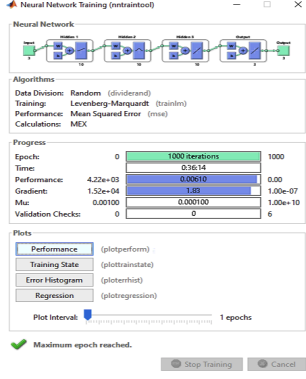 Neural Network Training (nntraintool)
Neural Network
Hidden 1 Hidden 2 Hidden 3 Output
Input Output
W W W W
b b b b
10
Algorithms
Data Division: Random (dividerand)
Training: Levenberg-Marquardt (trainlm)
Performance: Mean Squared Error (mse)
Calculations: MEX
Progress
Epoch: 0 1000 iterations 1000
Time: 0:36:14
Performance: 4.22e+03 0.00610 0.00
Gradient: 1.52e+04 1.83 1.00e-07
Mu: 0.00100 0.000100 1.00e+10
Validation Checks: 0 0 6
Plots
Performance (plotperform)
Training State (plottrainstate)
Error Histogram (ploterrhist)
Regression (plotregression)
Plot Interval: 1 epochs
Maximum epoch reached.
Stop Training Cancel